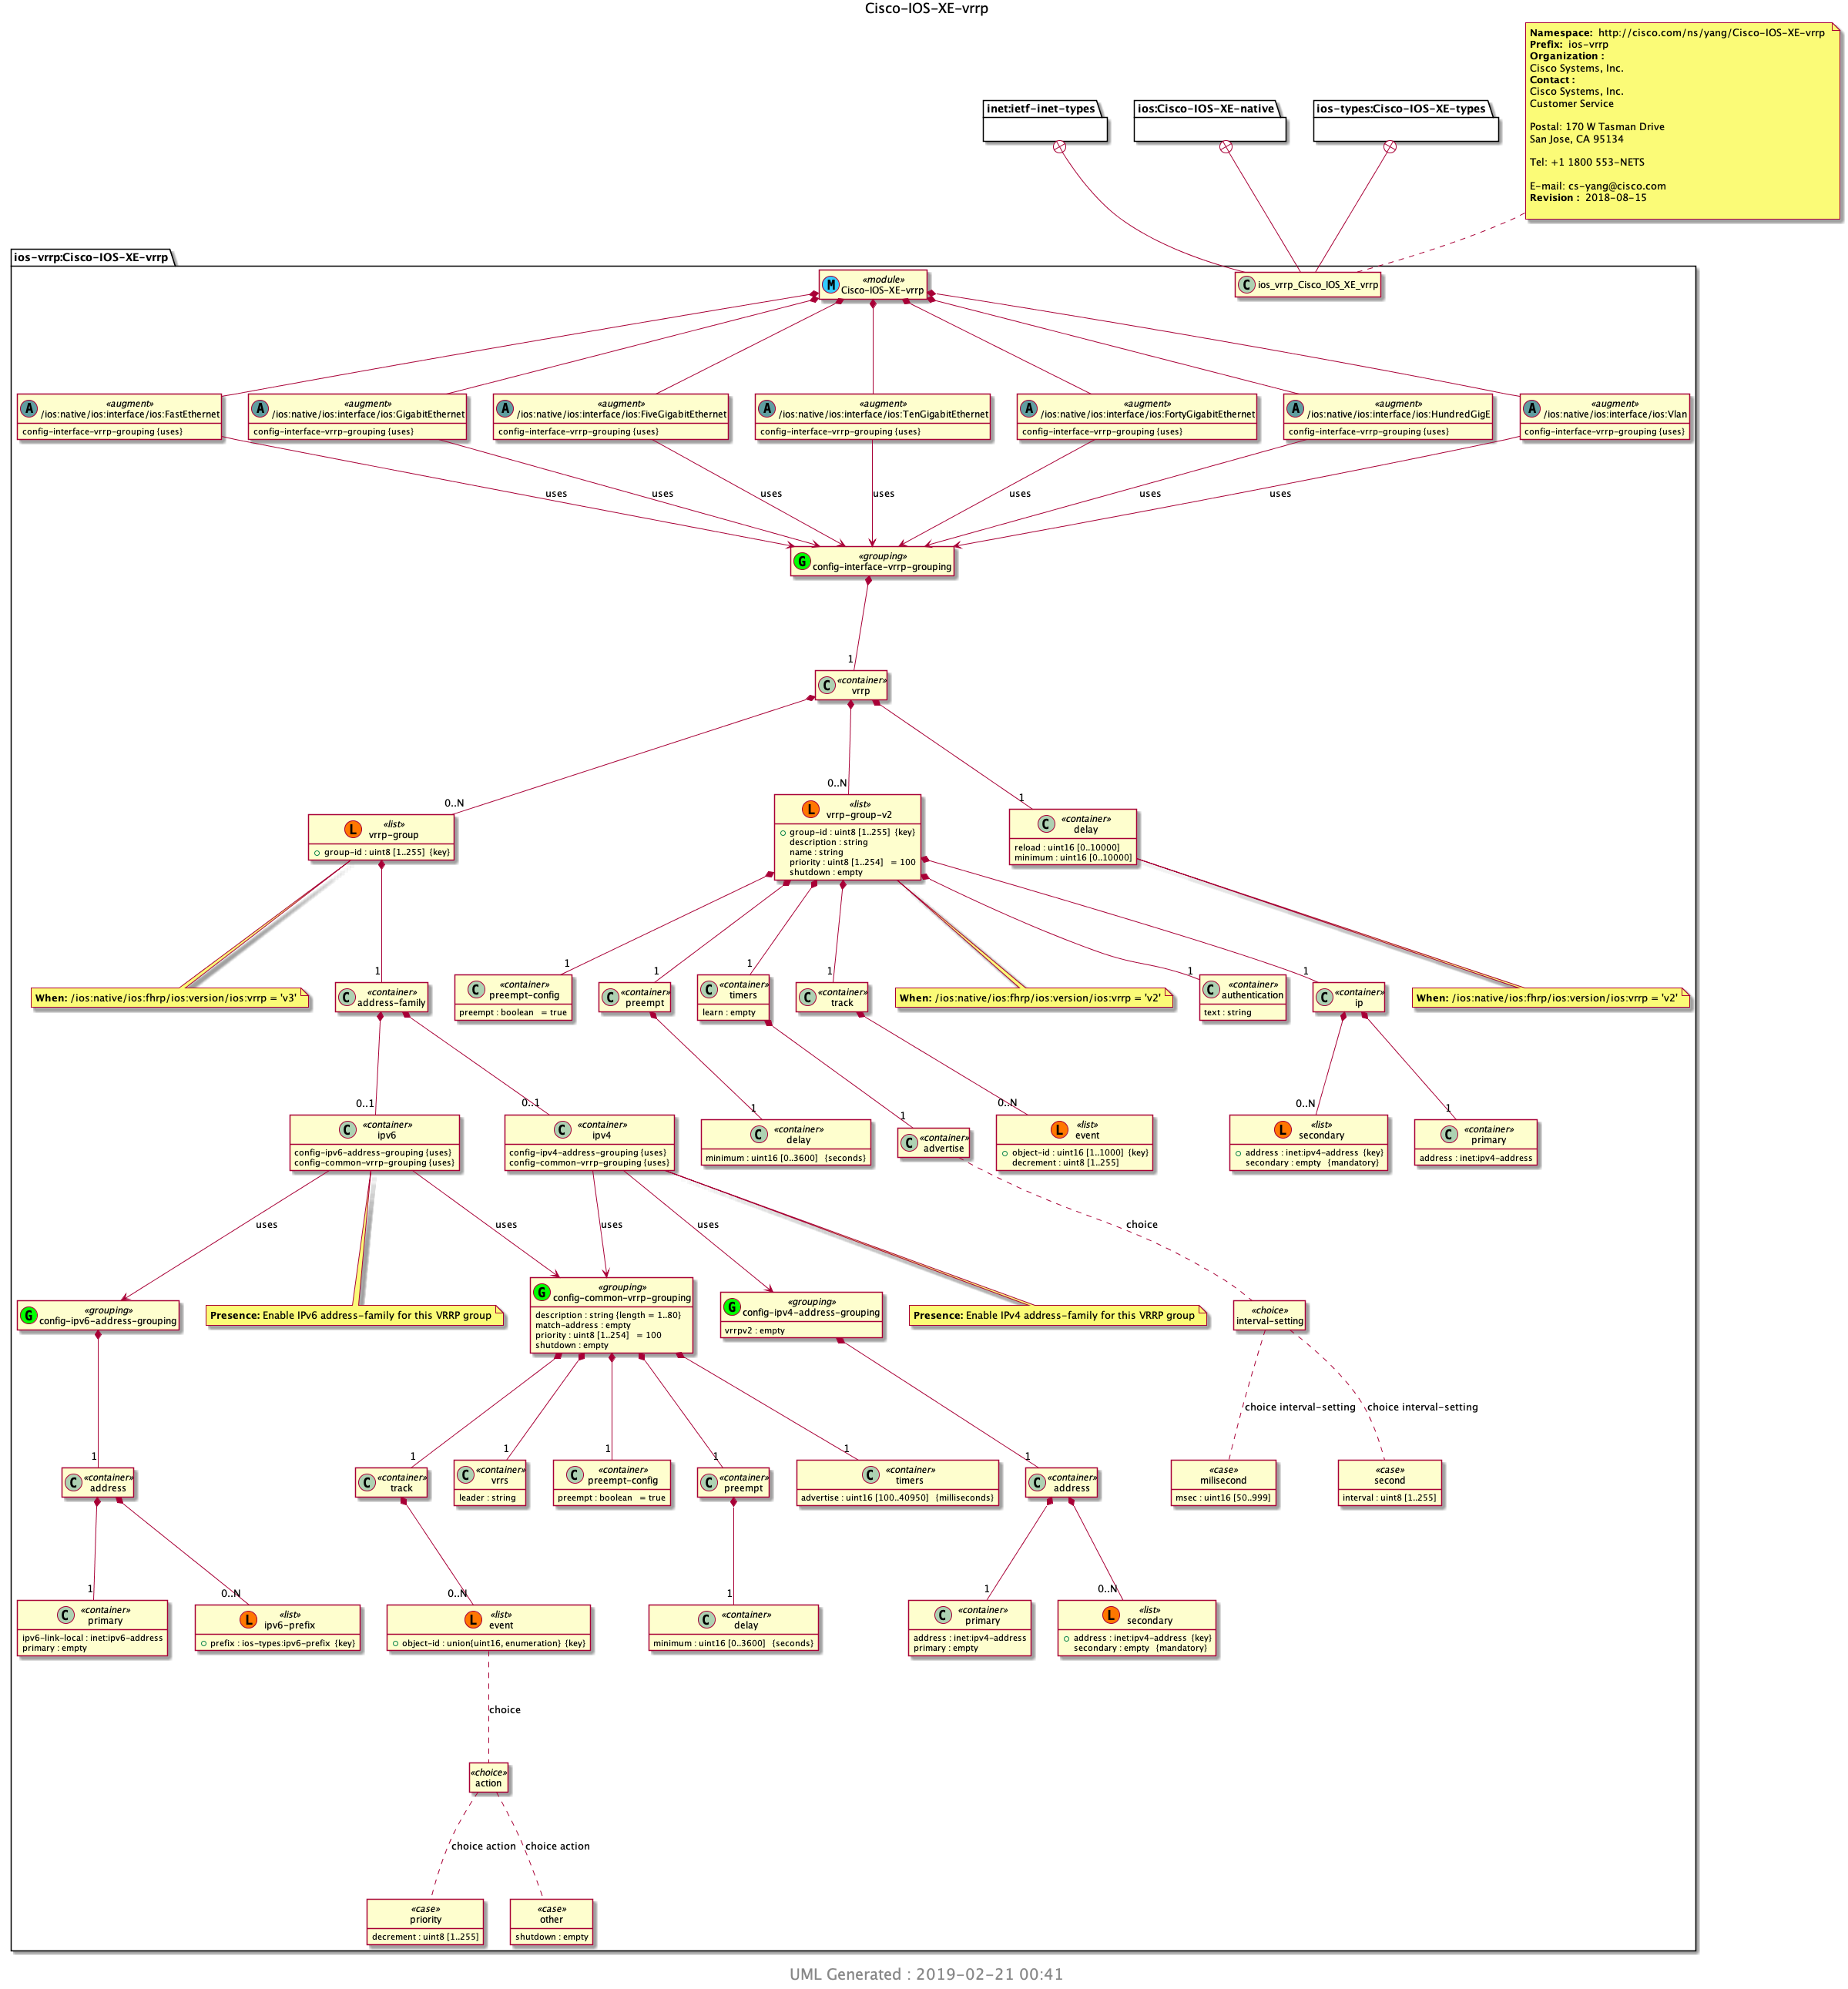 Cisco-IOS-XE-vrrp
Namespace: http://cisco.com/ns/yang/Cisco-IOS-XE-vrrp
Prefix: ios-vrrp
Organization :
Cisco Systems, Inc.
Contact :
Cisco Systems, Inc.
Customer Service
Postal: 170 W Tasman Drive
San Jose, CA 95134
Tel: +1 1800 553-NETS
E-mail: cs-yang@cisco.com
Revision : 2018-08-15
inet:ietf-inet-types
ios:Cisco-IOS-XE-native
ios-types:Cisco-IOS-XE-types
ios-vrrp:Cisco-IOS-XE-vrrp
M
«module»
Cisco-IOS-XE-vrrp
C
ios_vrrp_Cisco_IOS_XE_vrrp
A
«augment»
/ios:native/ios:interface/ios:FastEthernet
config-interface-vrrp-grouping {uses}
A
«augment»
/ios:native/ios:interface/ios:GigabitEthernet
config-interface-vrrp-grouping {uses}
A
«augment»
/ios:native/ios:interface/ios:FiveGigabitEthernet
config-interface-vrrp-grouping {uses}
A
«augment»
/ios:native/ios:interface/ios:TenGigabitEthernet
config-interface-vrrp-grouping {uses}
A
«augment»
/ios:native/ios:interface/ios:FortyGigabitEthernet
config-interface-vrrp-grouping {uses}
A
«augment»
/ios:native/ios:interface/ios:HundredGigE
config-interface-vrrp-grouping {uses}
A
«augment»
/ios:native/ios:interface/ios:Vlan
config-interface-vrrp-grouping {uses}
uses
uses
uses
uses
uses
uses
uses
G
«grouping»
config-interface-vrrp-grouping
1
C
«container»
vrrp
0..N
0..N
1
L
«list»
vrrp-group
group-id : uint8 [1..255] {key}
L
«list»
vrrp-group-v2
group-id : uint8 [1..255] {key}
description : string
name : string
priority : uint8 [1..254] = 100
shutdown : empty
C
«container»
delay
reload : uint16 [0..10000]
minimum : uint16 [0..10000]
1
1
1
1
1
1
1
When: /ios:native/ios:fhrp/ios:version/ios:vrrp = 'v3'
C
«container»
address-family
C
«container»
preempt-config
preempt : boolean = true
C
«container»
preempt
C
«container»
timers
learn : empty
C
«container»
track
When: /ios:native/ios:fhrp/ios:version/ios:vrrp = 'v2'
C
«container»
authentication
text : string
C
«container»
ip
When: /ios:native/ios:fhrp/ios:version/ios:vrrp = 'v2'
0..1
0..1
1
1
0..N
0..N
1
C
«container»
ipv6
config-ipv6-address-grouping {uses}
config-common-vrrp-grouping {uses}
C
«container»
ipv4
config-ipv4-address-grouping {uses}
config-common-vrrp-grouping {uses}
C
«container»
delay
minimum : uint16 [0..3600] {seconds}
C
«container»
advertise
L
«list»
event
object-id : uint16 [1..1000] {key}
decrement : uint8 [1..255]
L
«list»
secondary
address : inet:ipv4-address {key}
secondary : empty {mandatory}
C
«container»
primary
address : inet:ipv4-address
uses
uses
uses
uses
choice
G
«grouping»
config-ipv6-address-grouping
Presence: Enable IPv6 address-family for this VRRP group
G
«grouping»
config-common-vrrp-grouping
description : string {length = 1..80}
match-address : empty
priority : uint8 [1..254] = 100
shutdown : empty
G
«grouping»
config-ipv4-address-grouping
vrrpv2 : empty
Presence: Enable IPv4 address-family for this VRRP group
«choice»
interval-setting
choice interval-setting
choice interval-setting
1
1
1
1
1
1
1
C
«container»
address
C
«container»
track
C
«container»
vrrs
leader : string
C
«container»
preempt-config
preempt : boolean = true
C
«container»
preempt
C
«container»
timers
advertise : uint16 [100..40950] {milliseconds}
C
«container»
address
«case»
milisecond
msec : uint16 [50..999]
«case»
second
interval : uint8 [1..255]
1
0..N
0..N
1
1
0..N
C
«container»
primary
ipv6-link-local : inet:ipv6-address
primary : empty
L
«list»
ipv6-prefix
prefix : ios-types:ipv6-prefix {key}
L
«list»
event
object-id : union{uint16, enumeration} {key}
C
«container»
delay
minimum : uint16 [0..3600] {seconds}
C
«container»
primary
address : inet:ipv4-address
primary : empty
L
«list»
secondary
address : inet:ipv4-address {key}
secondary : empty {mandatory}
choice
«choice»
action
choice action
choice action
«case»
priority
decrement : uint8 [1..255]
«case»
other
shutdown : empty
UML Generated : 2019-02-21 00:41